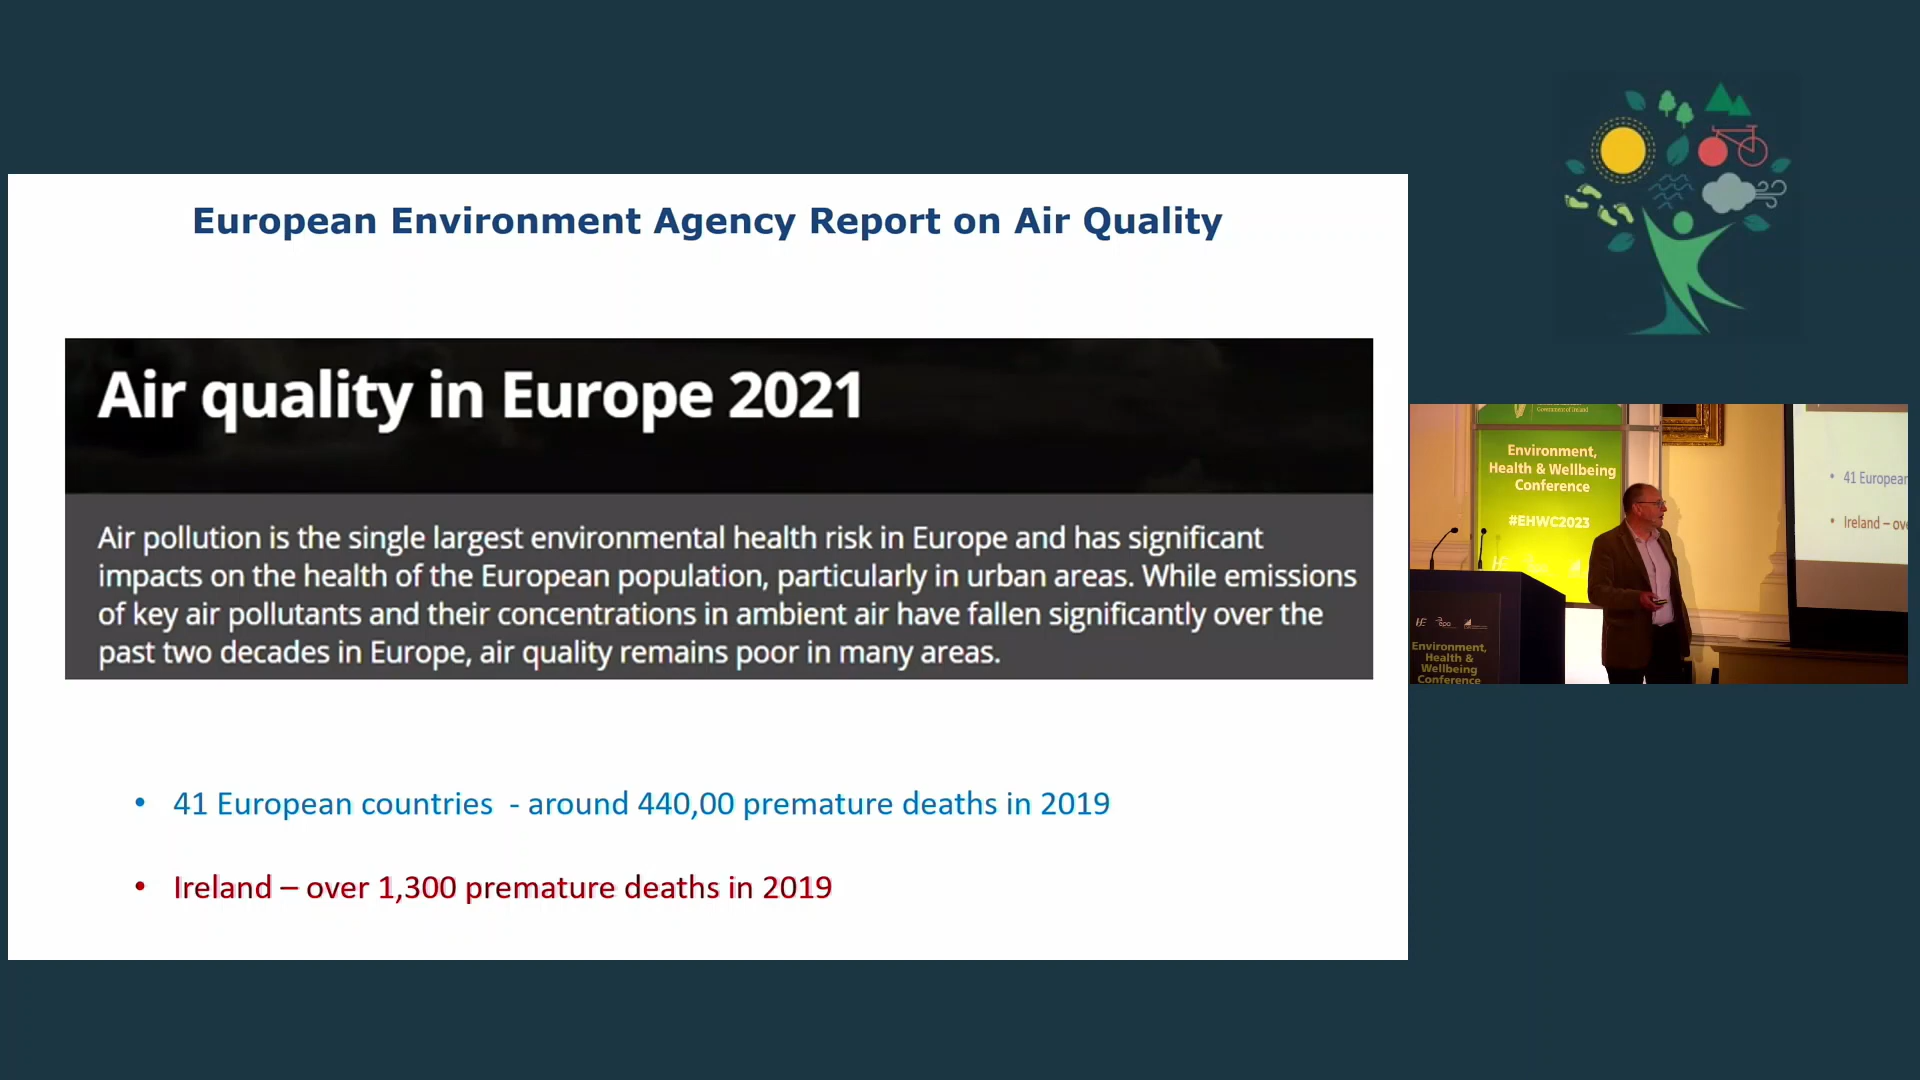 European Environment Agency Report on Air Quality
Air quality in Europe 2021
Air pollution is the single largest environmental health risk in Europe and has significant
impacts on the health of the European population, particularly in urban areas. While emissions
of key air pollutants and their concentrations in ambient air have fallen significantly over the
past two decades in Europe, air quality remains poor in many areas.
• 41 European countries - around 440,00 premature deaths in 2019
• Ireland – over 1,300 premature deaths in 2019
Government of Ireland
Environment,
Health & Wellbeing
Conference
#EHWC2023
• 41 European
• Ireland – ov
epa
Environment,
Health &
Wellbeing
Conference